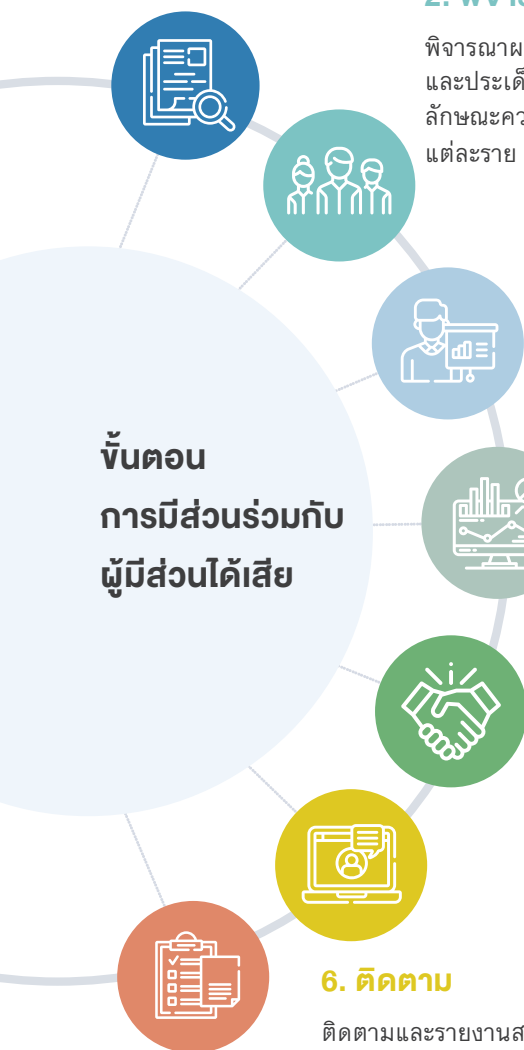 พิจารณาผ
และประเด็
ลักษณะคว
แต่ละราย
ขั้นตอน
การมีส่วนร่วมกับ
ผู้มีส่วนได้เสีย
6. ติดตาม
ติดตามและรายงานส